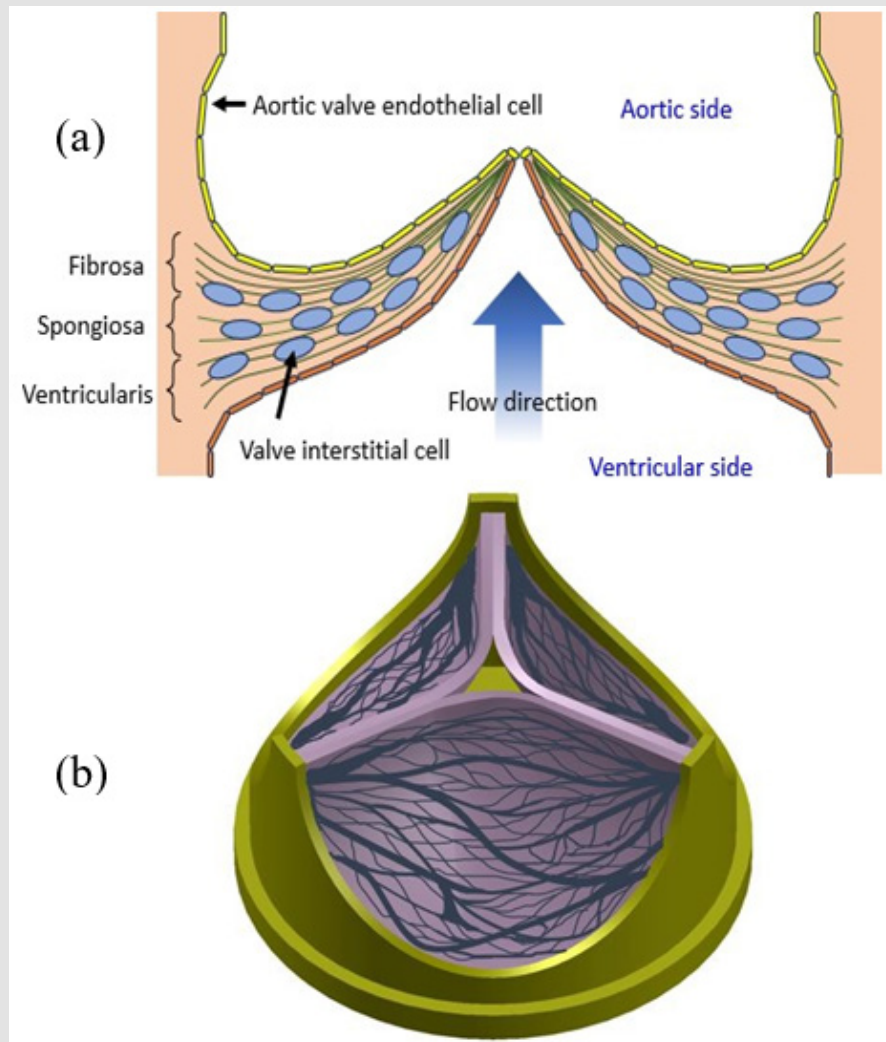 (a)
Aortic valve endothelial cell
Aortic side
Fibrosa
Spongiosa
Ventricularis
Flow direction
Valve interstitial cell
Ventricular side
(b)